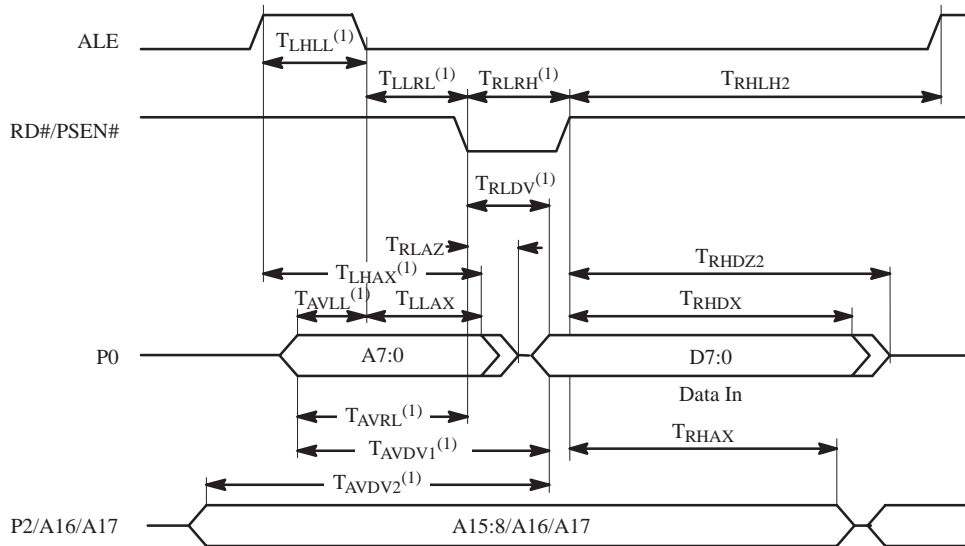 ALE
T_LHLL(1)
T_LLRL(1) T_RLRH(1) T_RHLH2
RD#/PSEN#
T_RLDV(1)
T_RLAZ
T_RHDZ2
T_LHAX(1)
T_AVLL(1) T_LLAX T_RHDX
P0 A7:0 D7:0
Data In
T_AVRL(1)
T_RHAX
T_AVDV1(1)
T_AVDV2(1)
P2/A16/A17 A15:8/A16/A17